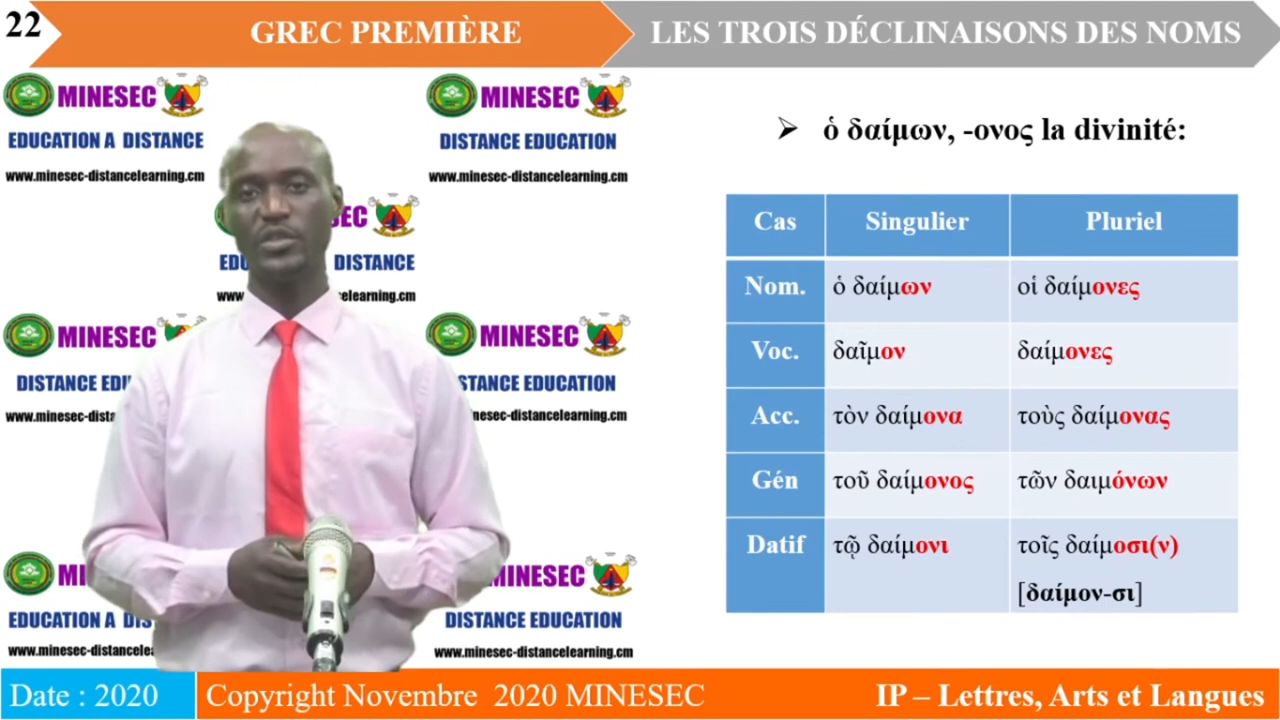 22
GREC PREMIÈRE
LES TROIS DÉCLINAISONS DES NOMS
MINESEC
EDUCATION A DISTANCE
www.minesec-distancelearning.cm
MINESEC
DISTANCE EDUCATION
www.minesec-distancelearning.cm
DISTANCE
MINESEC
MINESEC
DISTANCE
EDUCATION
MINESEC
EDUCATION A
DISTANCE EDUCATION
www.minesec-distancelearning.cm
➢ ὁ δαίμων, -ονος la divinité:
Cas Singulier Pluriel
Nom. ὁ δαίμων οἱ δαίμονες
Voc. δαῖμον δαίμονες
Acc. τὸν δαίμονα τοὺς δαίμονας
Gén τοῦ δαίμονος τῶν δαιμόνων
Datif τῷ δαίμονι τοῖς δαίμοσι(ν)
[δαίμον-σι]
Date : 2020
Copyright Novembre 2020 MINESEC
IP – Lettres, Arts et Langues